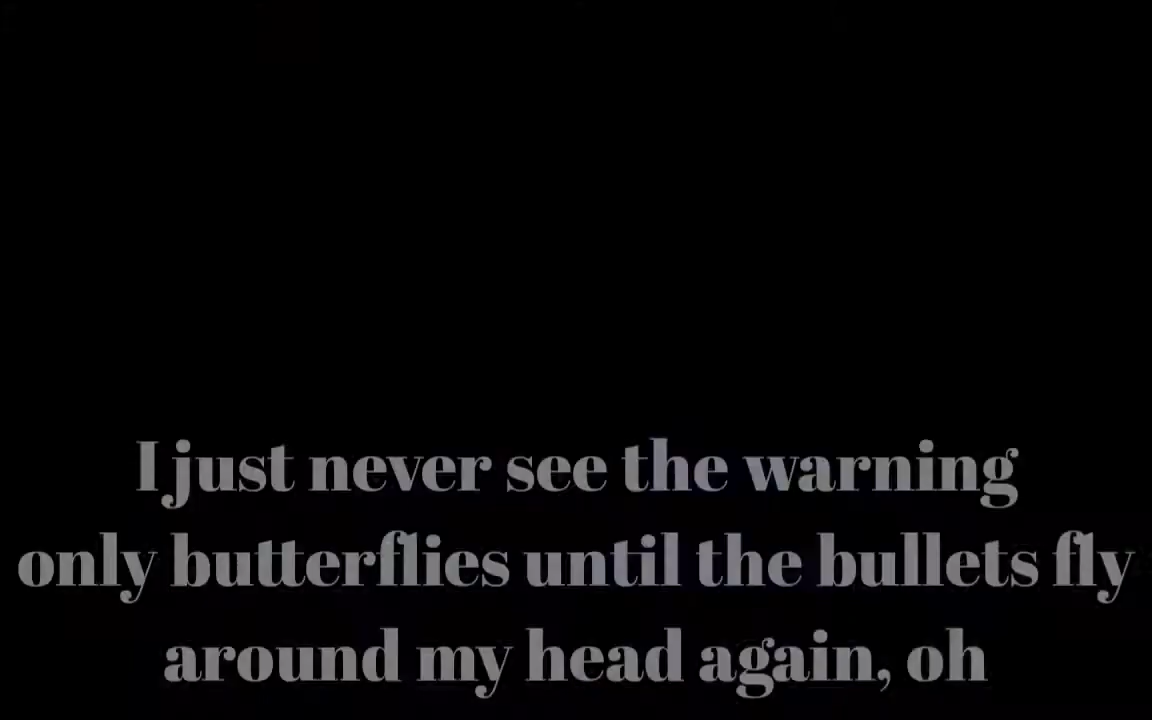 I just never see the warning
only butterflies until the bullets fly
around my head again, oh